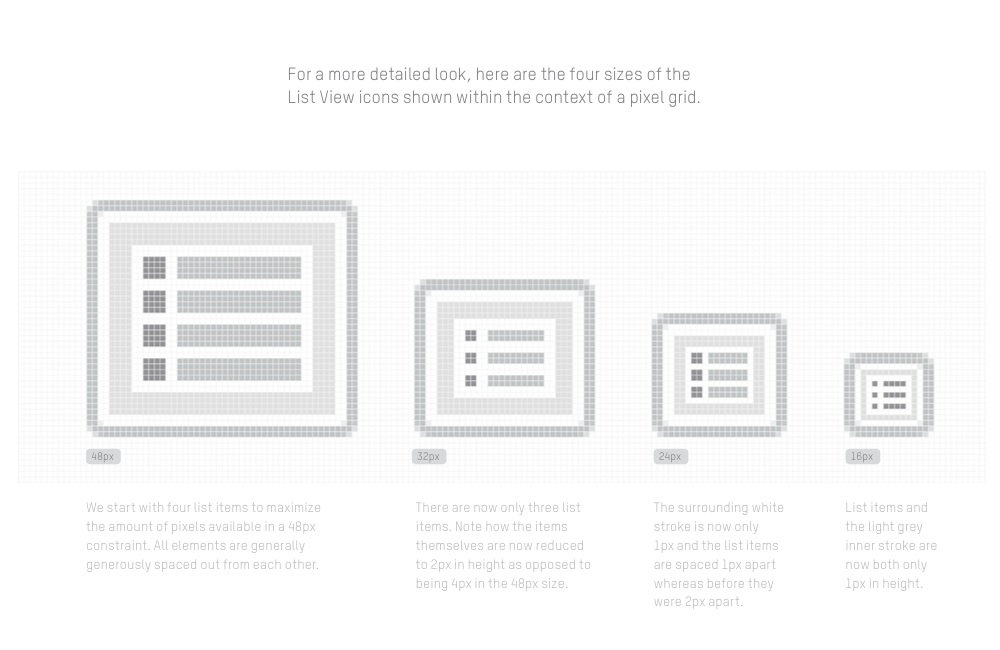 For a more detailed look, here are the four sizes of the
List View icons shown within the context of a pixel grid.
48px
32px
24px
16px
We start with four list items to maximize
the amount of pixels available in a 48px
constraint. All elements are generally
generously spaced out from each other.
There are now only three list
items. Note how the items
themselves are now reduced
to 2px in height as opposed to
being 4px in the 48px size.
The surrounding white
stroke is now only
1px and the list items
are spaced 1px apart
whereas before they
were 2px apart.
List items and
the light grey
inner stroke are
now both only
1px in height.